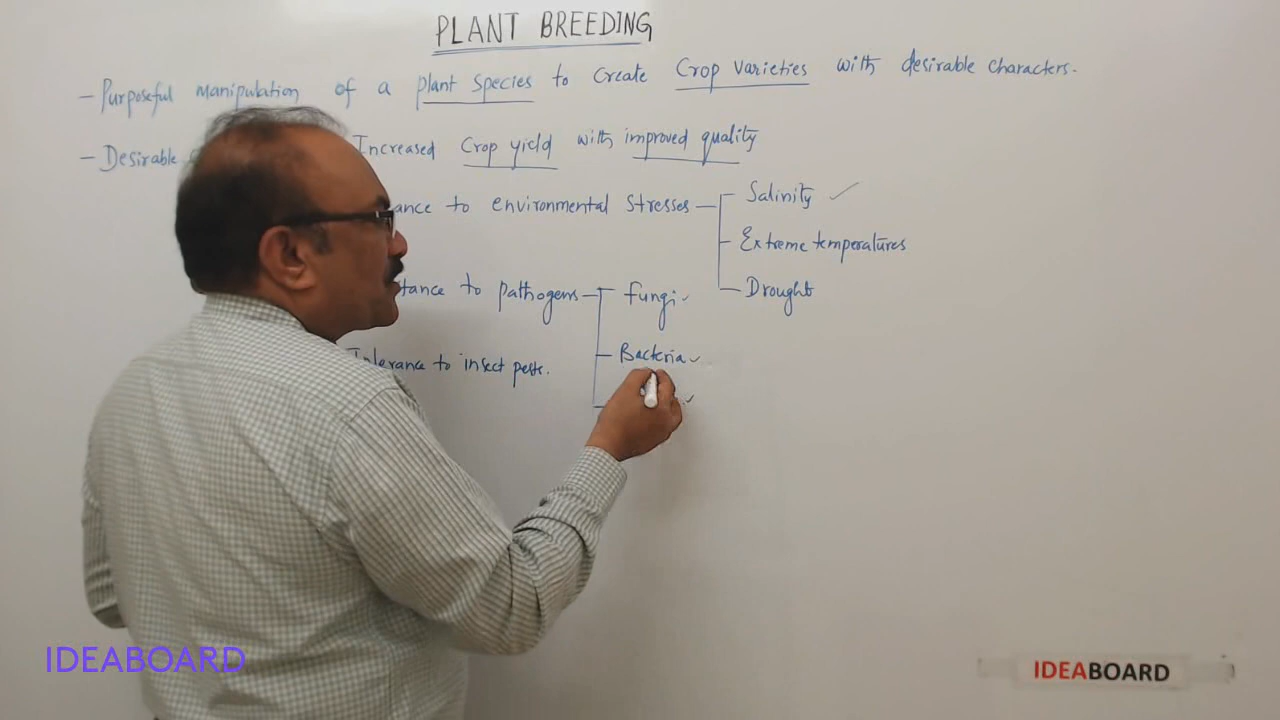 PLANT BREEDING
- Purposeful manipulation of a plant species to create Crop varieties with desirable characters.
- Desirable Increased Crop yield with improved quality
ance to environmental stresses - Salinity ✓
Extreme temperatures
Drought
tance to pathogens - fungi ✓
Bacteria ✓
Tolerance to insect pests.
IDEABOARD
IDEABOARD